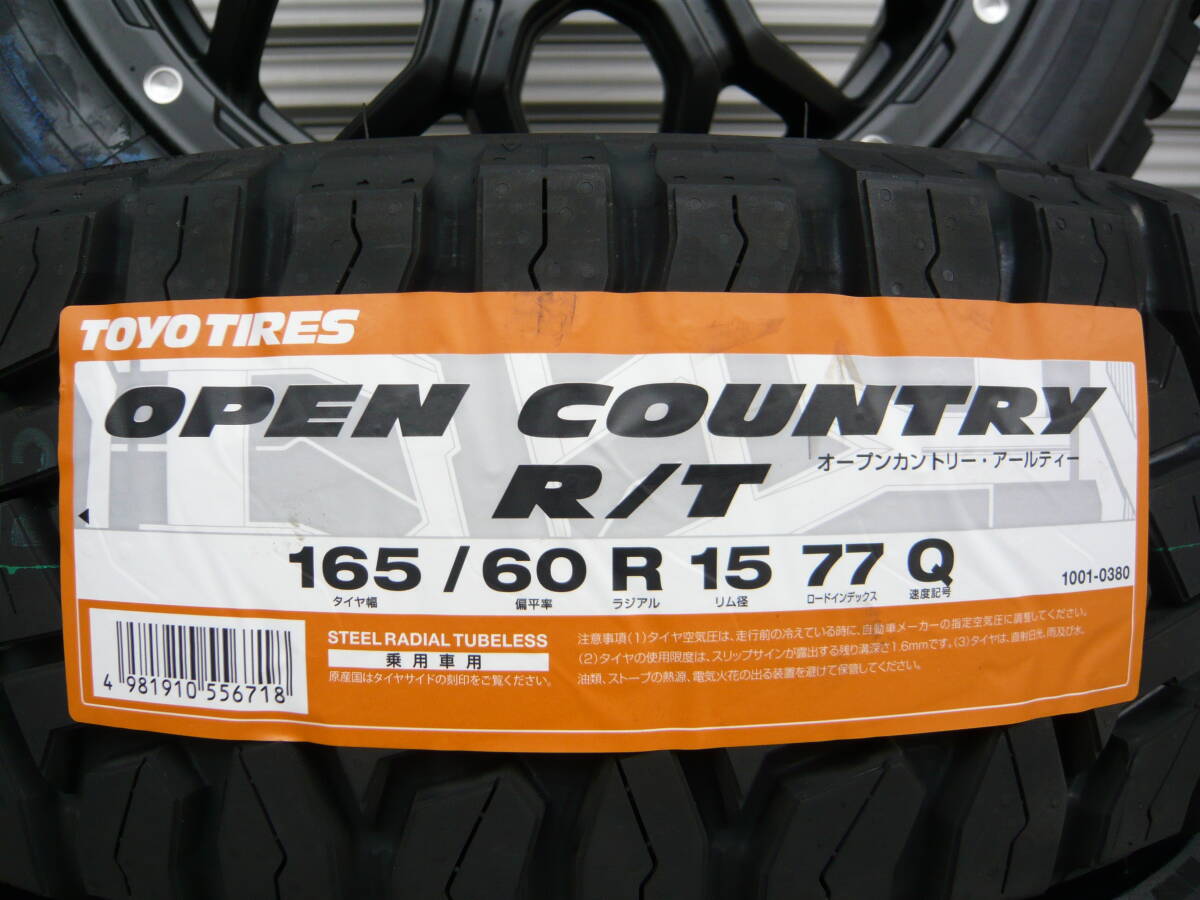 TOYO TIRES
OPEN COUNTRY
R/T
オープンカントリー・アールティー
165 / 60 R 15 77 Q
タイヤ幅 偏平率 ラジアル リム径 ロードインデックス 速度記号
1001-0380
STEEL RADIAL TUBELESS
乗用車用
原産国はタイヤサイドの刻印をご覧ください。
注意事項(1)タイヤ空気圧は、走行前の冷えている時に、自動車メーカーの指定空気圧に調整してください。
(2)タイヤの使用限度は、スリップサインが露出する残り溝深さ1.6mmです。(3)タイヤは、直射日光、雨及び水、
油類、ストーブの熱源、電気火花の出る装置を避けて保管してください。
4 981910 556718